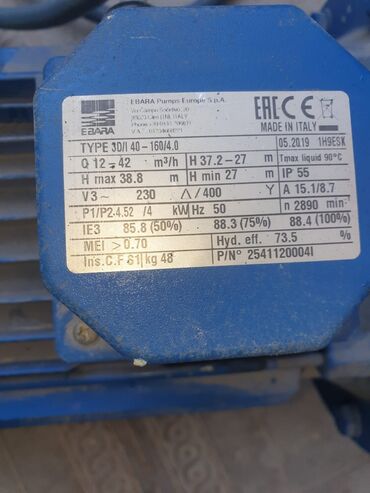 EBARA Pumps Europe S.p.A.
EBARA
EAC CE
MADE IN ITALY
TYPE 3D/I 40-160/4.0 05.2019 1H9ESK
Q 12-42 m³/h H 37.2-27 m Tmax liquid 90°C
H max 38.8 m H min 27 m IP 55
V3~ 230 Δ/400 Y A 15.1/8.7
P1/P2-4.52 /4 kW Hz 50 n 2890 min
IE3 85.8 (50%) 88.3 (75%) 88.4 (100%)
MEI > 0.70 Hyd. eff. 73.5 %
Ins.C.F 81 kg 48 P/N° 2541120004I